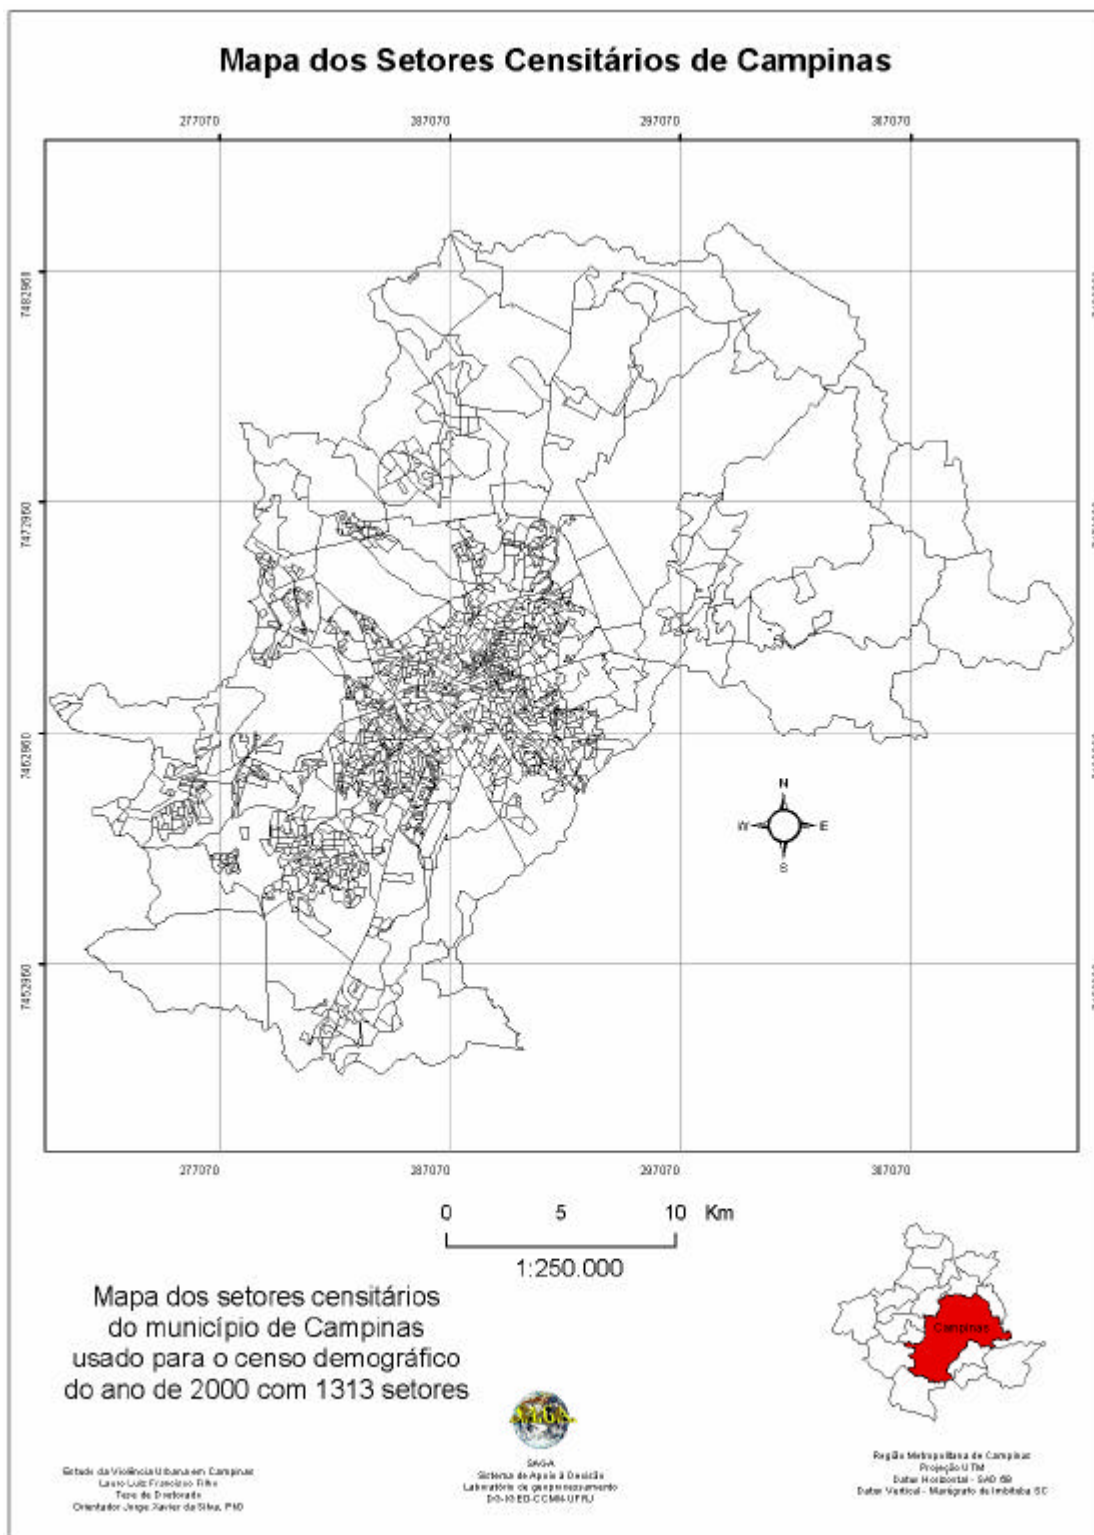 Mapa dos Setores Censitários de Campinas
277070 287070 297070 307070
7482960
7472960
7462960
7452960
N
W E
S
277070 287070 297070 307070
0 5 10 Km
1:250.000
Campinas
Mapa dos setores censitários
do município de Campinas
usado para o censo demográfico
do ano de 2000 com 1313 setores
SAGA
Sistema de Apoio à Decisão
Laboratório de geoprocessamento
Estudo da Violência Urbana em Campinas
Lauro Luiz Francisco Filho
Tese de Doutorado
Orientador Jorge Xavier da Silva, PhD
Região Metropolitana de Campinas
Projeção UTM
Datum Vertical - Marégrafo de Imbituba SC